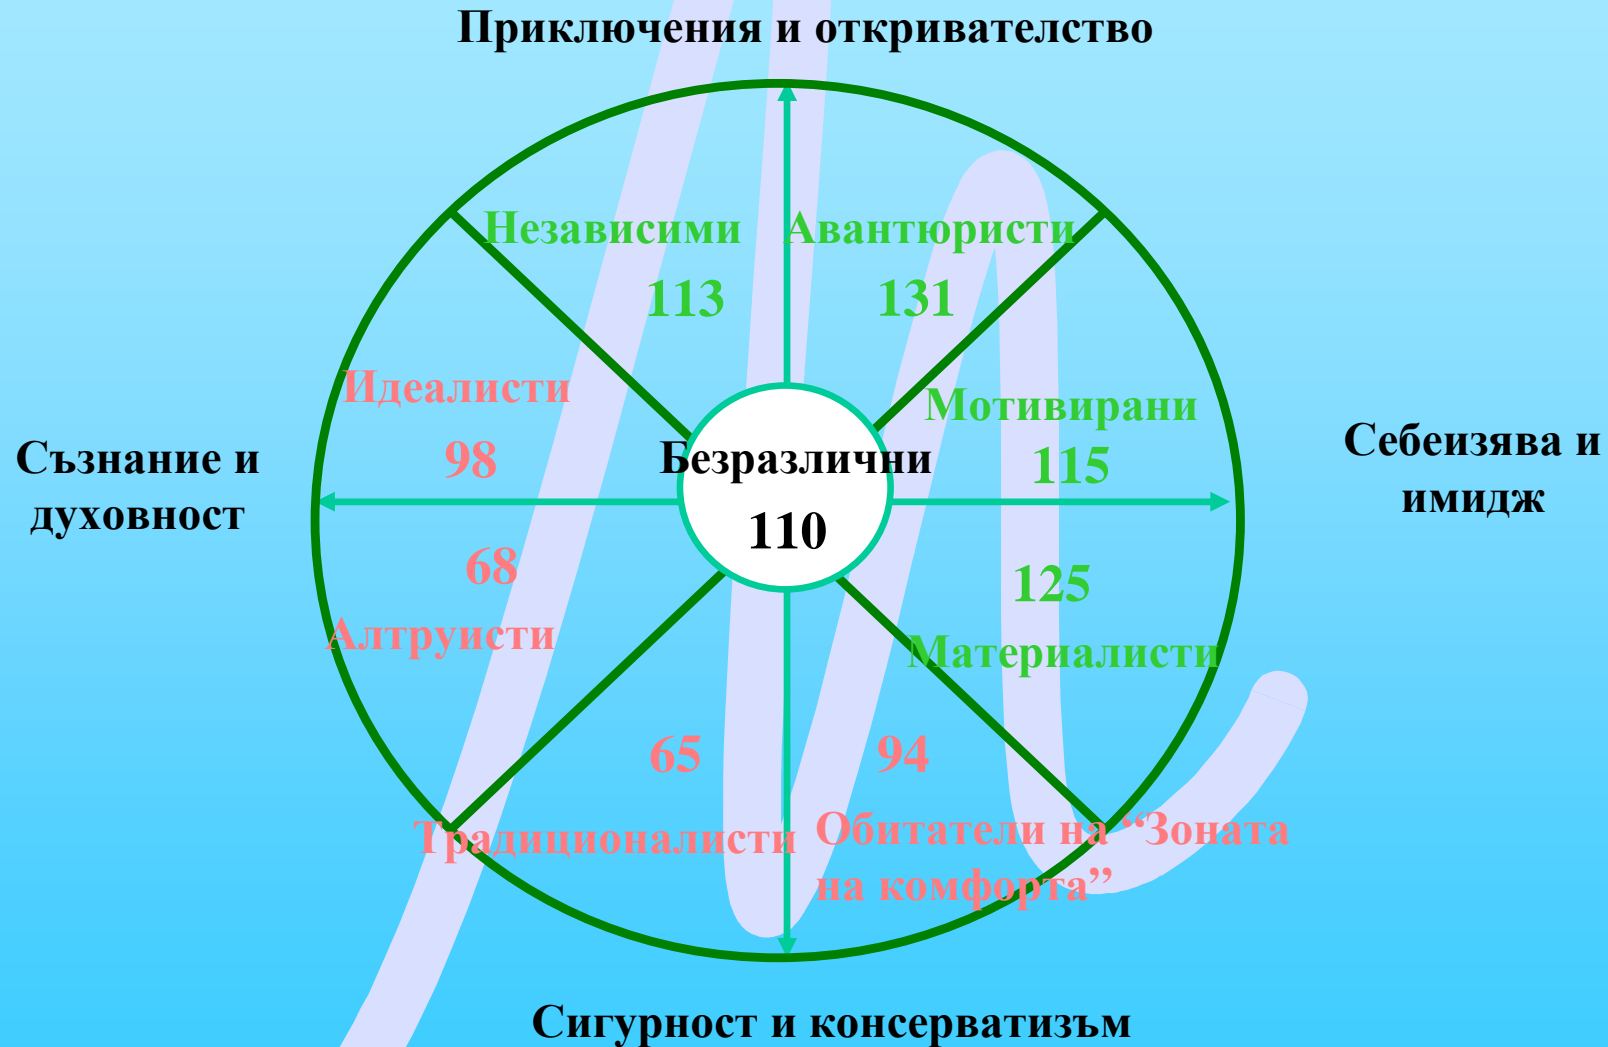 Приключения и откривателство
Независими
113
Авантюристи
131
Идеалисти
98
Мотивирани
115
Съзнание и
духовност
Безразлични
110
Себеизява и
имидж
68
Алтруисти
125
Материалисти
65
Традиционалисти
94
Обитатели на “Зоната
на комфорта”
Сигурност и консерватизъм